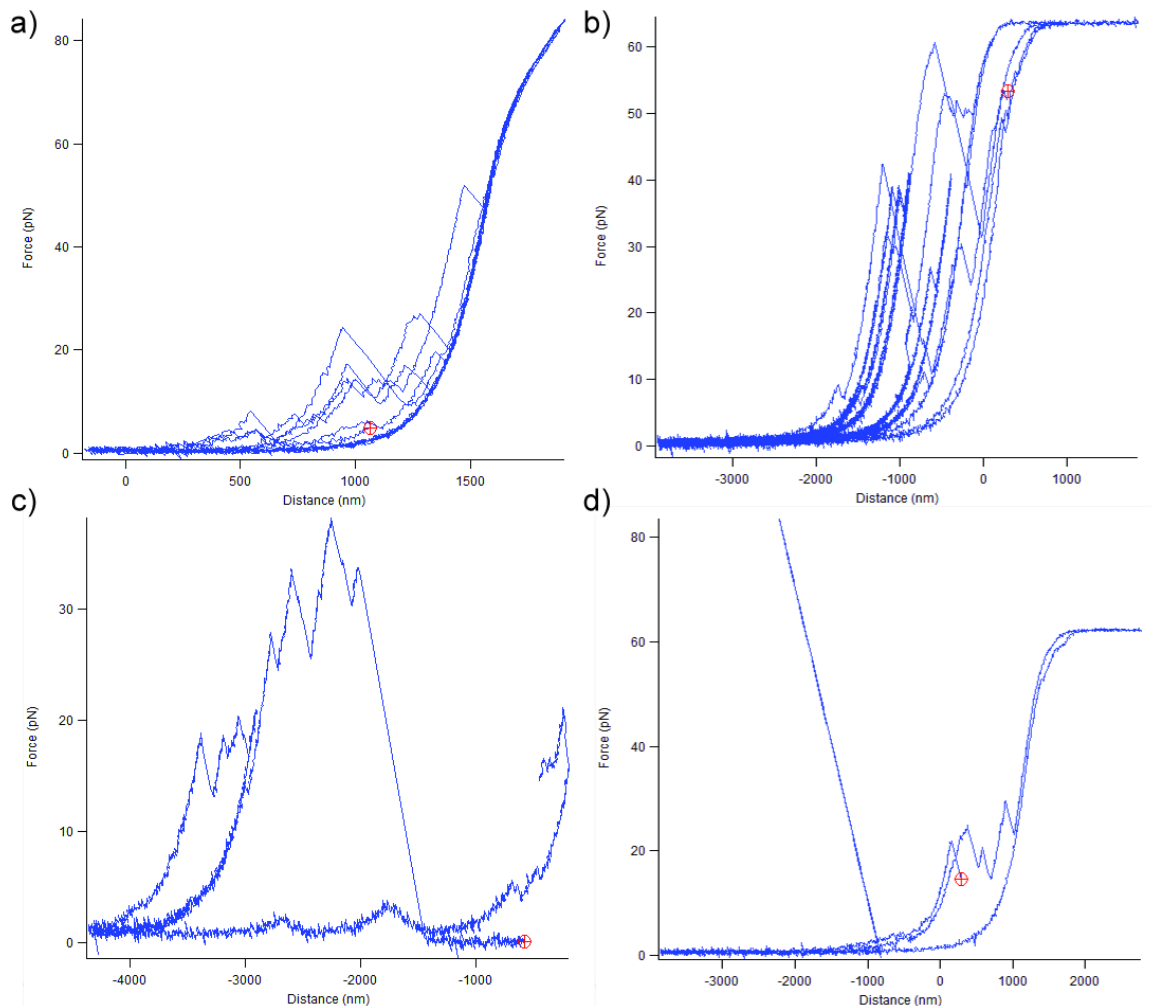 a)
80
60
40
20
0
Force (pN)
0 500 1000 1500
Distance (nm)
b)
60
50
40
30
20
10
0
Force (pN)
-3000 -2000 -1000 0 1000
Distance (nm)
c)
30
20
10
0
Force (pN)
-4000 -3000 -2000 -1000
Distance (nm)
d)
80
60
40
20
0
Force (pN)
-3000 -2000 -1000 0 1000 2000
Distance (nm)